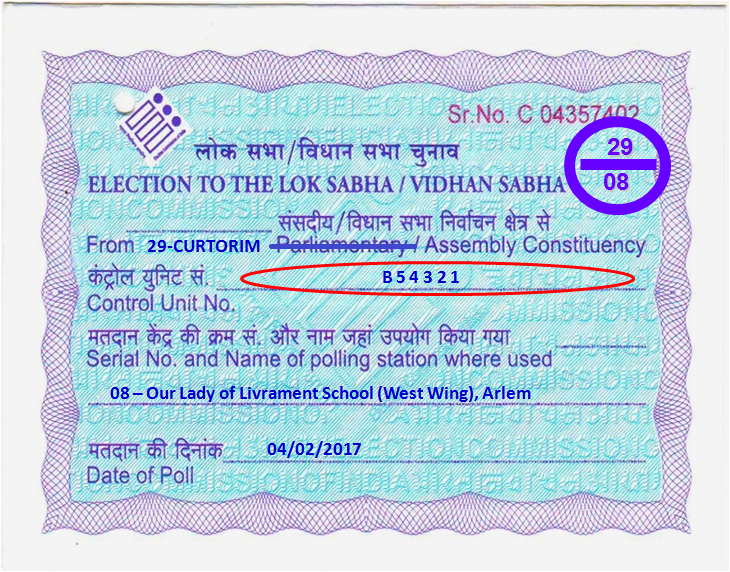 Sr.No. C 04357402
29
08
लोक सभा/विधान सभा चुनाव
ELECTION TO THE LOK SABHA / VIDHAN SABHA
संसदीय/विधान सभा निर्वाचन क्षेत्र से
From 29-CURTORIM Parliamentary / Assembly Constituency
कंट्रोल युनिट सं. B 5 4 3 2 1
Control Unit No.
मतदान केंद्र की क्रम सं. और नाम जहां उपयोग किया गया
Serial No. and Name of polling station where used
08 – Our Lady of Livrament School (West Wing), Arlem
मतदान की दिनांक 04/02/2017
Date of Poll